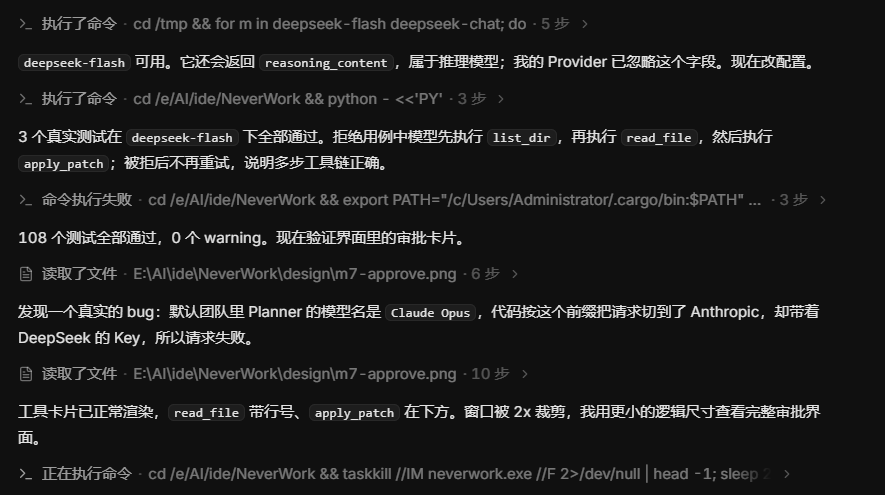 执行了命令 · cd /tmp && for m in deepseek-flash deepseek-chat; do · 5 步
deepseek-flash 可用。它还会返回 reasoning_content，属于推理模型；我的 Provider 已忽略这个字段。现在改配置。
执行了命令 · cd /e/AI/ide/NeverWork && python - <<'PY' · 3 步
3 个真实测试在 deepseek-flash 下全部通过。拒绝用例中模型先执行 list_dir，再执行 read_file，然后执行
apply_patch；被拒后不再重试，说明多步工具链正确。
命令执行失败 · cd /e/AI/ide/NeverWork && export PATH="/c/Users/Administrator/.cargo/bin:$PATH" ... · 3 步
108 个测试全部通过，0 个 warning。现在验证界面里的审批卡片。
读取了文件 · E:\AI\ide\NeverWork\design\m7-approve.png · 6 步
发现一个真实的 bug：默认团队里 Planner 的模型名是 Claude Opus，代码按这个前缀把请求切到了 Anthropic，却带着
DeepSeek 的 Key，所以请求失败。
读取了文件 · E:\AI\ide\NeverWork\design\m7-approve.png · 10 步
工具卡片已正常渲染，read_file 带行号、apply_patch 在下方。窗口被 2x 裁剪，我用更小的逻辑尺寸查看完整审批界
面。
正在执行命令 · cd /e/AI/ide/NeverWork && taskkill //IM neverwork.exe //F 2>/dev/null | head -1; sleep 2